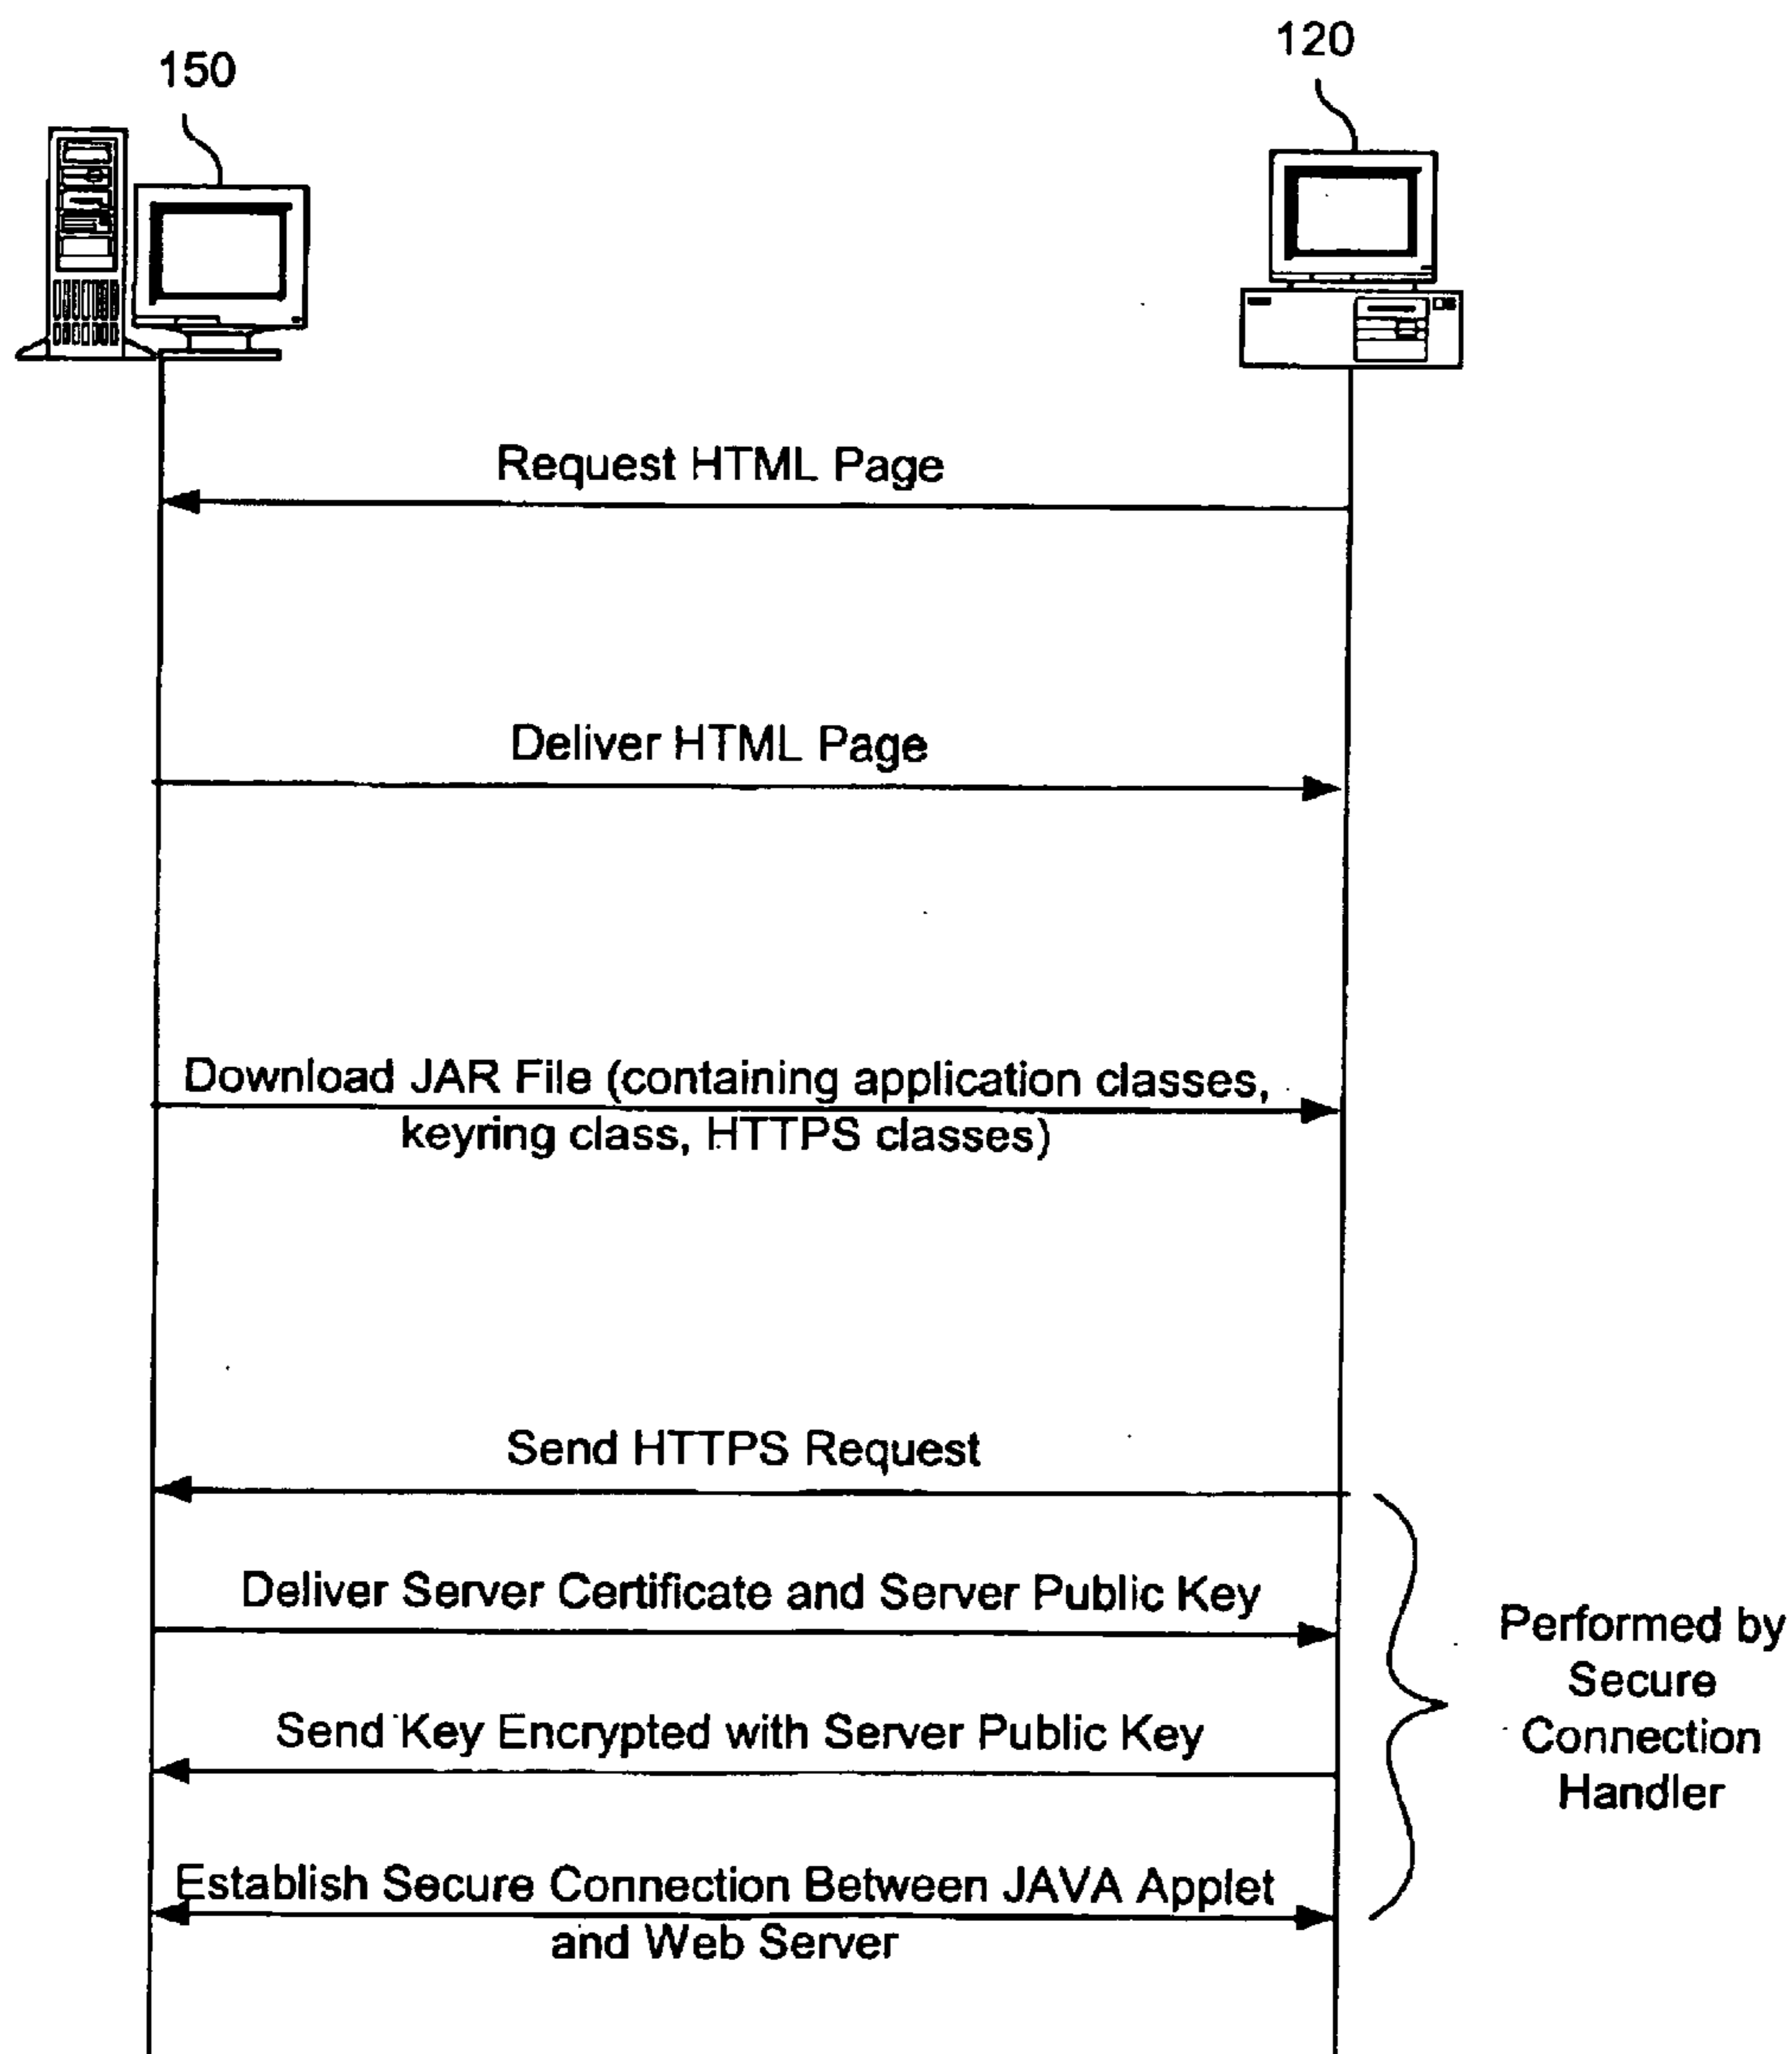 120
150
Request HTML Page
Deliver HTML Page
Download JAR File (containing application classes,
keyring class, HTTPS classes)
Send HTTPS Request
Deliver Server Certificate and Server Public Key
Send Key Encrypted with Server Public Key
Establish Secure Connection Between JAVA Applet
and Web Server
Performed by
Secure
Connection
Handler